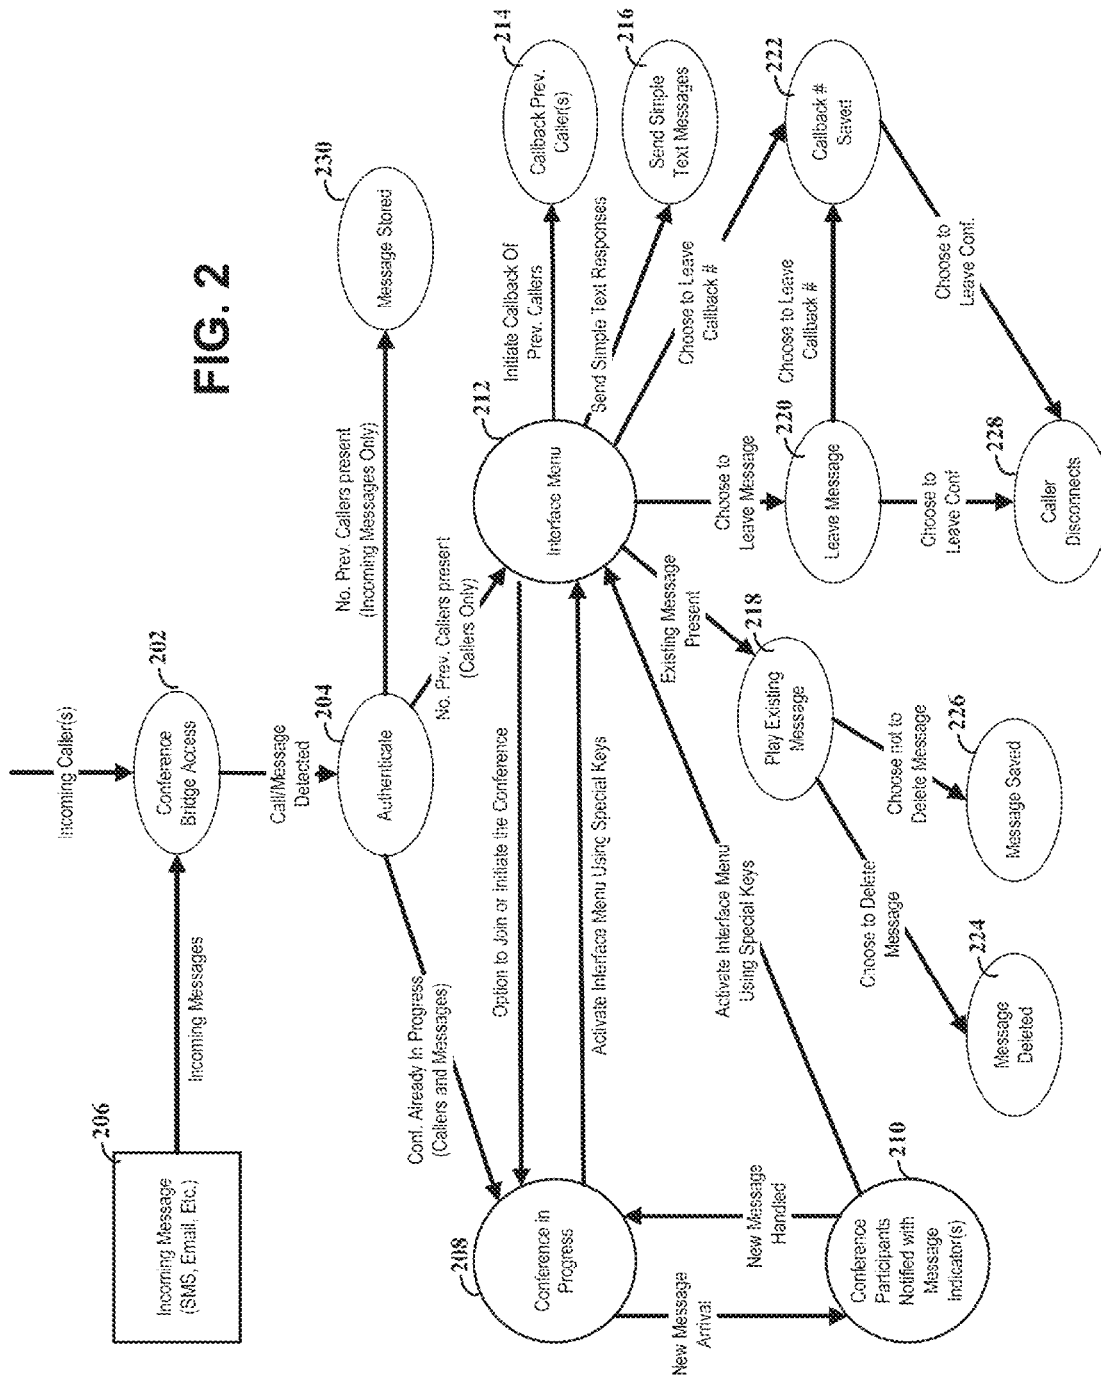 FIG. 2
Incoming Caller(s)
202
Conference
Bridge Access
206
Incoming Message
(SMS, Email, Etc.)
Incoming Messages
Call/Message
Detected
204
Authenticate
No. Prev. Callers present
(Incoming Messages Only)
230
Message Stored
No. Prev. Callers present
(Callers Only)
Conf. Already In Progress
(Callers and Messages)
Option to Join or Initiate the Conference
Activate Interface Menu Using Special Keys
208
Conference in
Progress
212
Interface Menu
Initiate Callback Of
Prev. Callers
214
Callback Prev.
Caller(s)
Send Simple Text Responses
216
Send Simple
Text Messages
Choose to Leave
Callback #
222
Callback #
Saved
Choose to
Leave Message
220
Leave Message
Choose to Leave
Callback #
Choose to
Leave Conf.
Choose to
Leave Conf
228
Caller
Disconnects
Existing Message
Present
218
Play Existing
Message
Choose not to
Delete Message
226
Message Saved
Choose to Delete
Message
224
Message
Deleted
Activate Interface Menu
Using Special Keys
New Message
Handled
New Message
Arrival
210
Conference
Participants
Notified with
Message
Indicator(s)